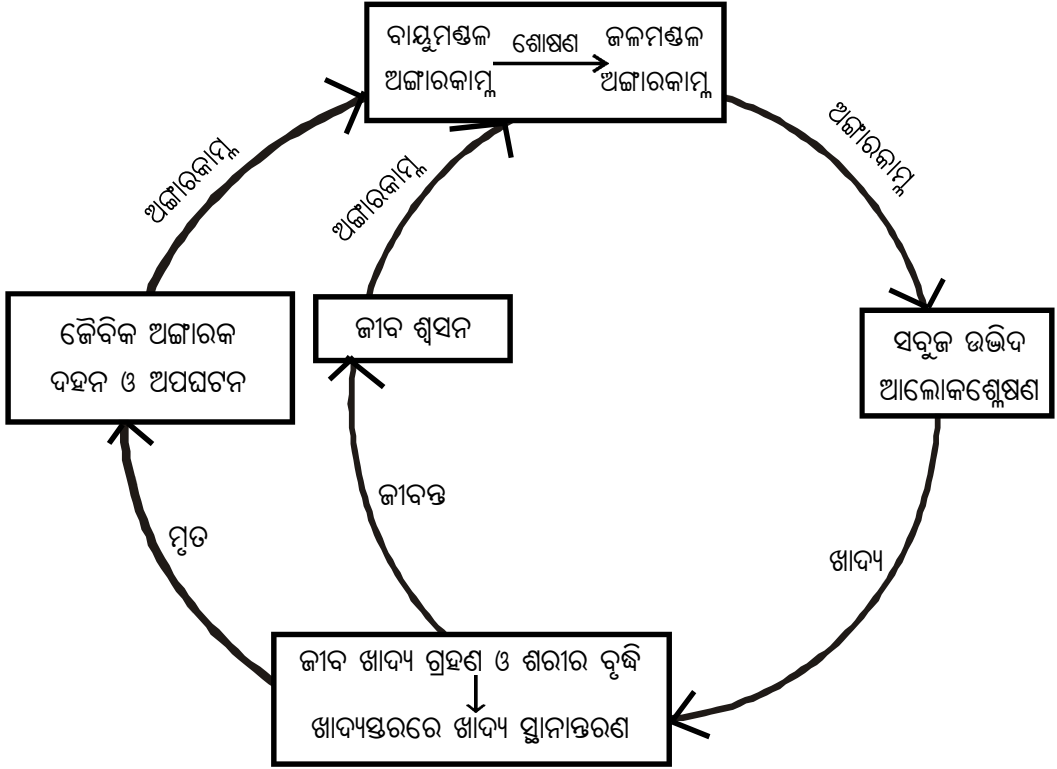 ବାୟୁମଣ୍ଡଳ ଶୋଷଣ ଜଳମଣ୍ଡଳ
ଅଙ୍ଗାରକାମ୍ଳ ଅଙ୍ଗାରକାମ୍ଳ
ଅଙ୍ଗାରକାମ୍ଳ
ଅଙ୍ଗାରକାମ୍ଳ
ଅଙ୍ଗାରକାମ୍ଳ
ଜୈବିକ ଅଙ୍ଗାରକ
ଦହନ ଓ ଅପଘଟନ
ଜୀବ ଶ୍ୱସନ
ସବୁଜ ଉଦ୍ଭିଦ
ଆଲୋକଶ୍ଳେଷଣ
ଜୀବନ୍ତ
ମୃତ
ଖାଦ୍ୟ
ଜୀବ ଖାଦ୍ୟ ଗ୍ରହଣ ଓ ଶରୀର ବୃଦ୍ଧି
ଖାଦ୍ୟସ୍ତରରେ ଖାଦ୍ୟ ସ୍ଥାନାନ୍ତରଣ